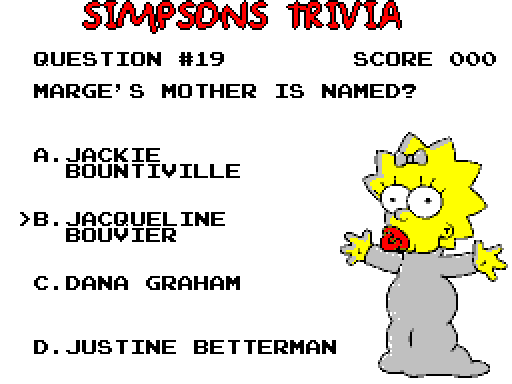 SIMPSONS TRIVIA
QUESTION #19 SCORE 000
MARGE'S MOTHER IS NAMED?
A. JACKIE
BOUNTIVILLE
>B. JACQUELINE
BOUVIER
C. DANA GRAHAM
D. JUSTINE BETTERMAN